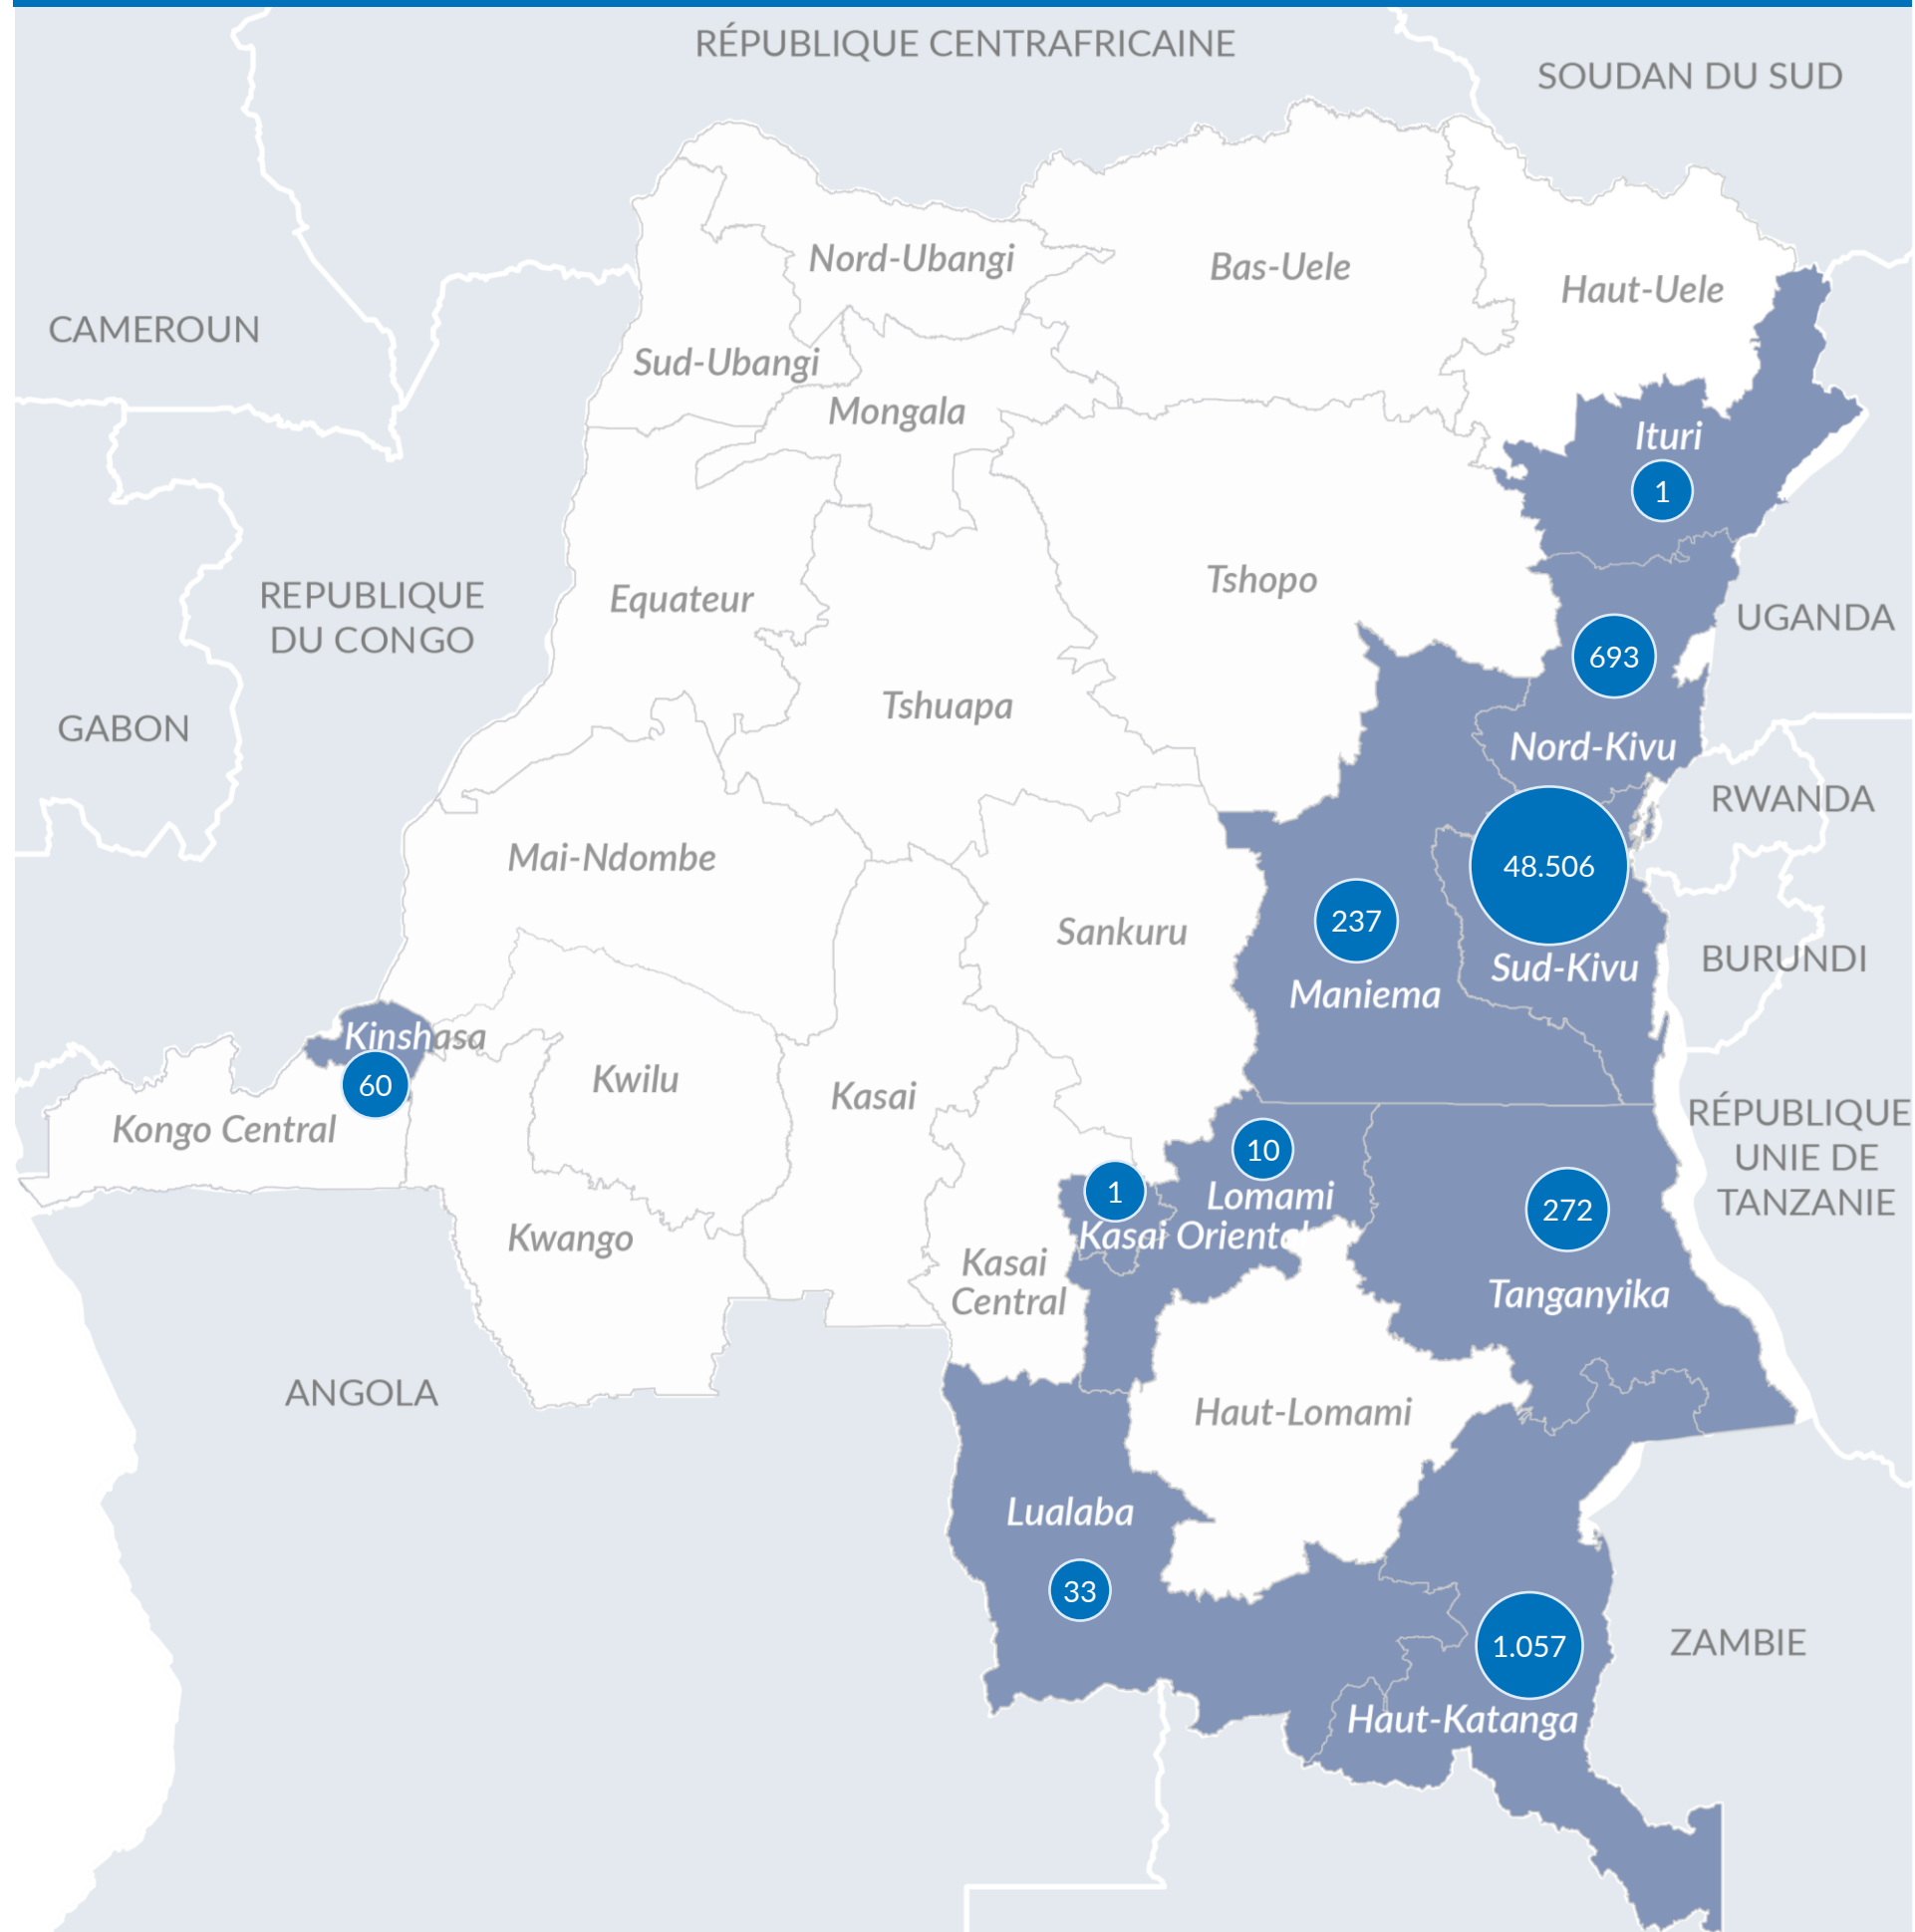 RÉPUBLIQUE CENTRAFRICAINE
SOUDAN DU SUD
Nord-Ubangi
Bas-Uele
Haut-Uele
CAMEROUN
Sud-Ubangi
Mongala
Ituri
1
Tshopo
Equateur
REPUBLIQUE
DU CONGO
UGANDA
693
Tshuapa
GABON
Nord-Kivu
RWANDA
Mai-Ndombe
48.506
237
Sankuru
BURUNDI
Sud-Kivu
Maniema
Kinshasa
60
Kwilu
Kasai
Kongo Central
RÉPUBLIQUE
UNIE DE
TANZANIE
10
Lomami
1
Kasai Oriental
272
Kwango
Kasai
Central
Tanganyika
ANGOLA
Haut-Lomami
Lualaba
33
1.057
ZAMBIE
Haut-Katanga